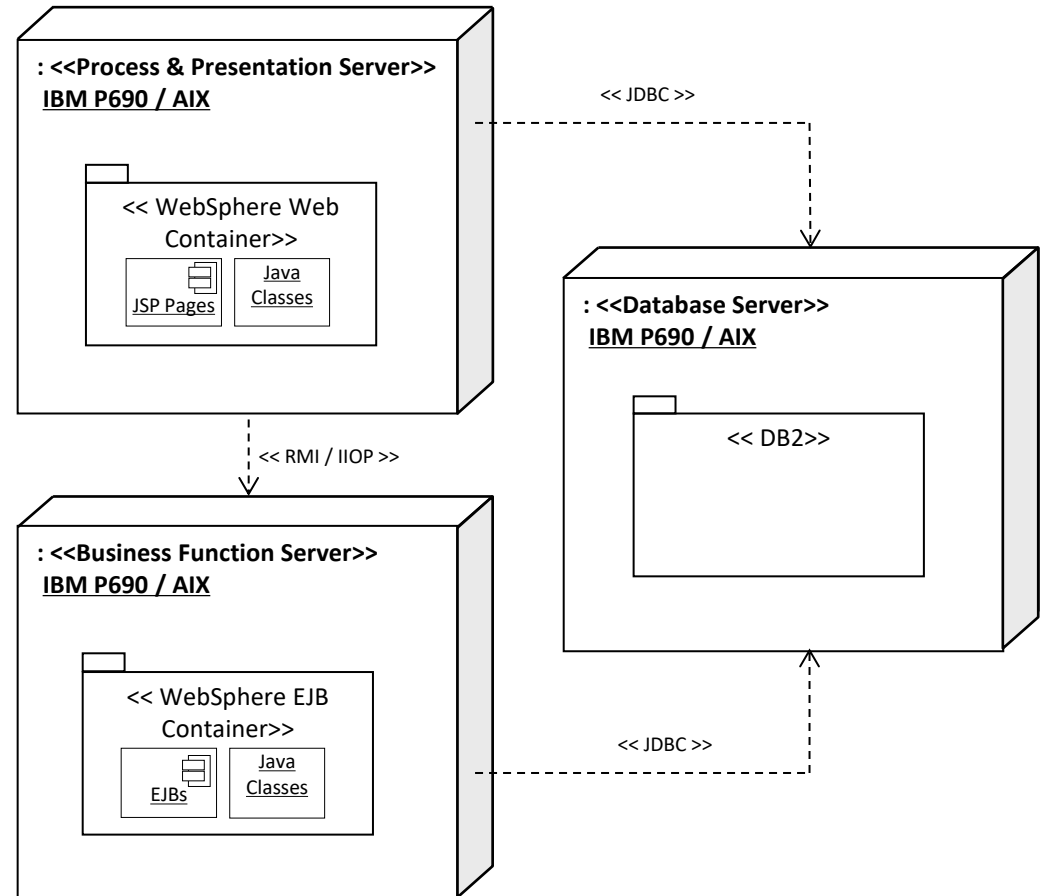 : <<Process & Presentation Server>>
IBM P690 / AIX
<< WebSphere Web
Container>>
JSP Pages
Java
Classes
<< JDBC >>
: <<Database Server>>
IBM P690 / AIX
<< DB2>>
<< RMI / IIOP >>
: <<Business Function Server>>
IBM P690 / AIX
<< WebSphere EJB
Container>>
EJBs
Java
Classes
<< JDBC >>